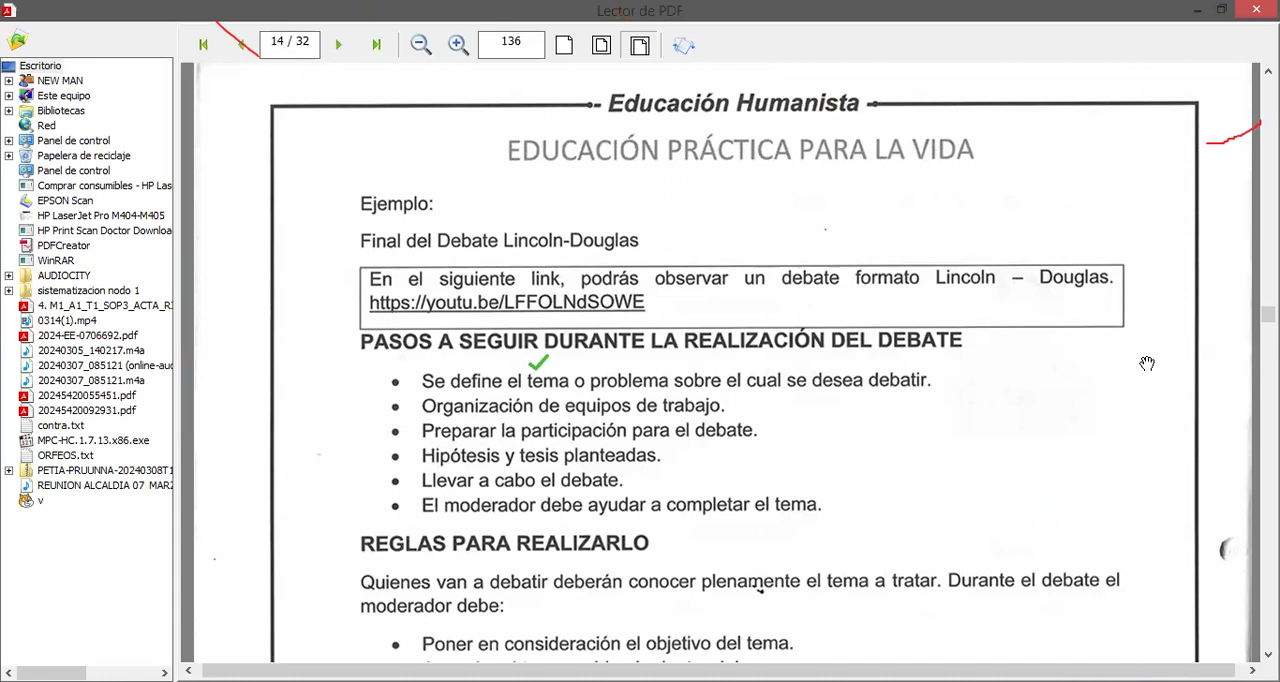 Lector de PDF
14 / 32
136
Escritorio
NEW MAN
Este equipo
Bibliotecas
Red
Panel de control
Papelera de reciclaje
Panel de control
Comprar consumibles - HP Las
EPSON Scan
HP LaserJet Pro M404-M405
HP Print Scan Doctor Downloa
PDFCreator
WinRAR
AUDIOCITY
sistematizacion nodo 1
4. M1_A1_T1_SOP3_ACTA_RI
0314(1).mp4
2024-EE-0706692.pdf
20240305_140217.m4a
20240307_085121 (online-aud
20240307_085121.m4a
20245420055451.pdf
20245420092931.pdf
contra.txt
MPC-HC.1.7.13.x86.exe
ORFEOS.txt
PETIA-PRUUNNA-20240308T1
REUNION ALCALDIA 07 MARZ
v
Educación Humanista
EDUCACIÓN PRÁCTICA PARA LA VIDA
Ejemplo:
Final del Debate Lincoln-Douglas
En el siguiente link, podrás observar un debate formato Lincoln – Douglas.
https://youtu.be/LFFOLNdSOWE
PASOS A SEGUIR DURANTE LA REALIZACIÓN DEL DEBATE
• Se define el tema o problema sobre el cual se desea debatir.
• Organización de equipos de trabajo.
• Preparar la participación para el debate.
• Hipótesis y tesis planteadas.
• Llevar a cabo el debate.
• El moderador debe ayudar a completar el tema.
REGLAS PARA REALIZARLO
Quienes van a debatir deberán conocer plenamente el tema a tratar. Durante el debate el
moderador debe:
• Poner en consideración el objetivo del tema.